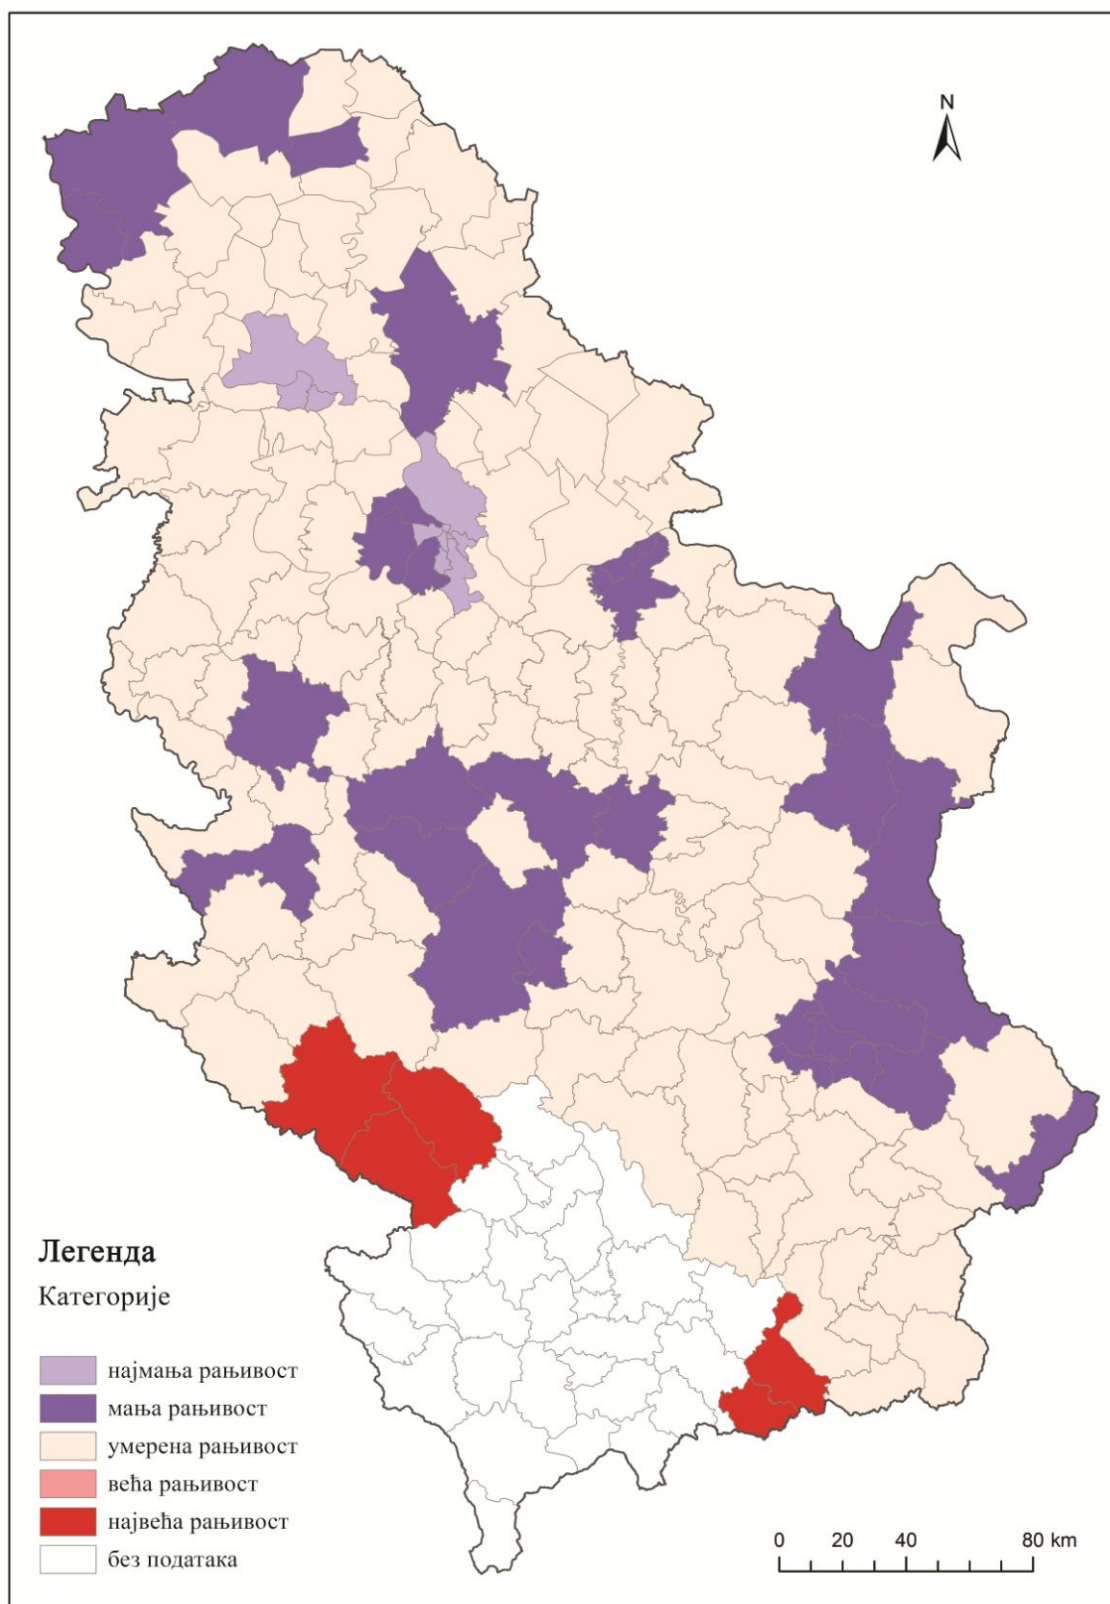 N
Легенда
Категорије
најмања рањивост
мања рањивост
умерена рањивост
већа рањивост
највећа рањивост
без података
0 20 40 80 km